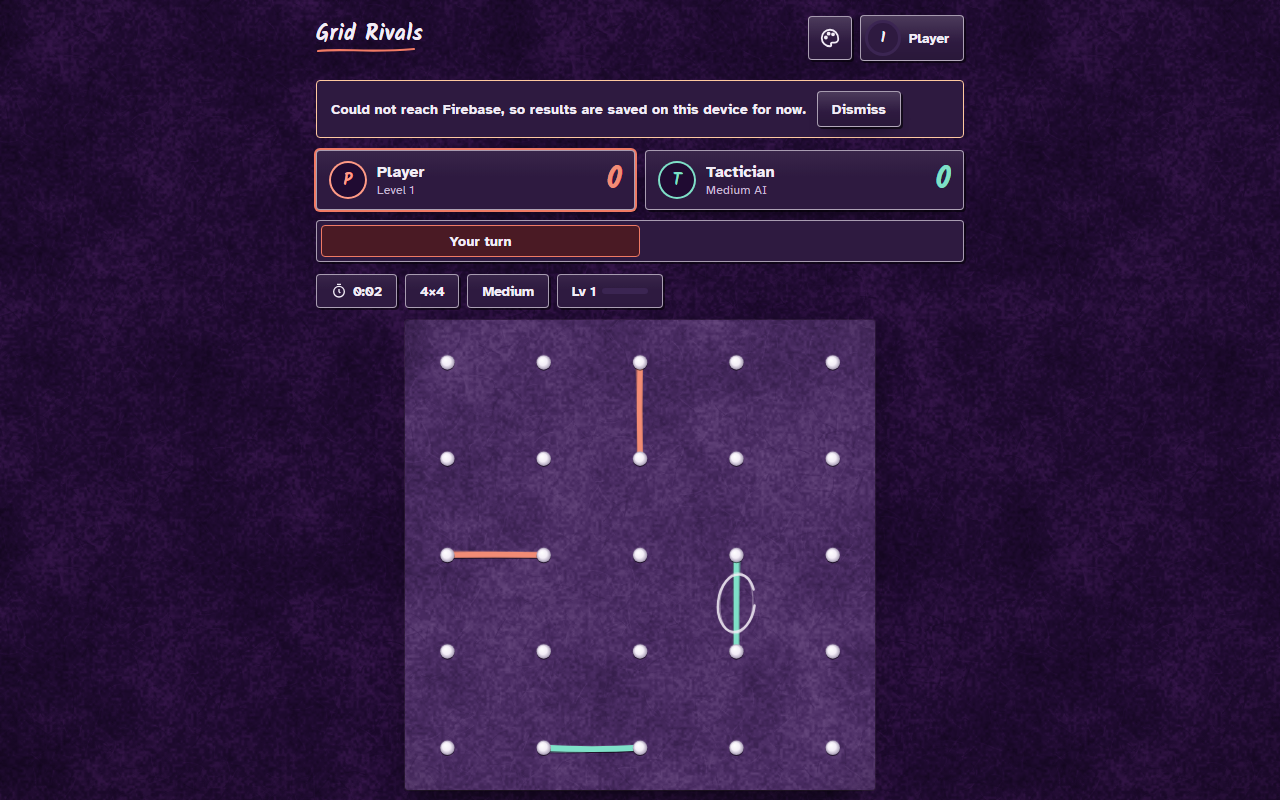 Grid Rivals
I Player
Could not reach Firebase, so results are saved on this device for now. Dismiss
P Player 0
Level 1
T Tactician 0
Medium AI
Your turn
0:02 4×4 Medium Lv 1